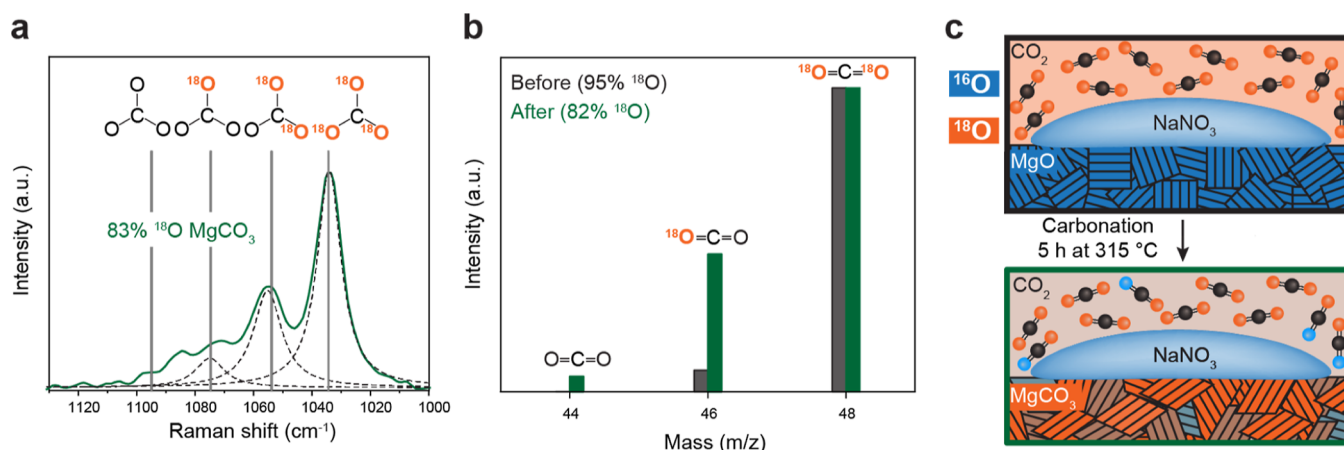 a
O
O
C
O
¹⁸O
O
C
O
¹⁸O
O
C
¹⁸O
¹⁸O
¹⁸O
C
¹⁸O
83% ¹⁸O MgCO₃
Intensity (a.u.)
1120 1100 1080 1060 1040 1020 1000
Raman shift (cm⁻¹)
b
Before (95% ¹⁸O)
After (82% ¹⁸O)
¹⁸O=C=¹⁸O
¹⁸O=C=O
O=C=O
Intensity (a.u.)
44 46 48
Mass (m/z)
c
¹⁶O
¹⁸O
CO₂
NaNO₃
MgO
Carbonation
5 h at 315 °C
CO₂
NaNO₃
MgCO₃